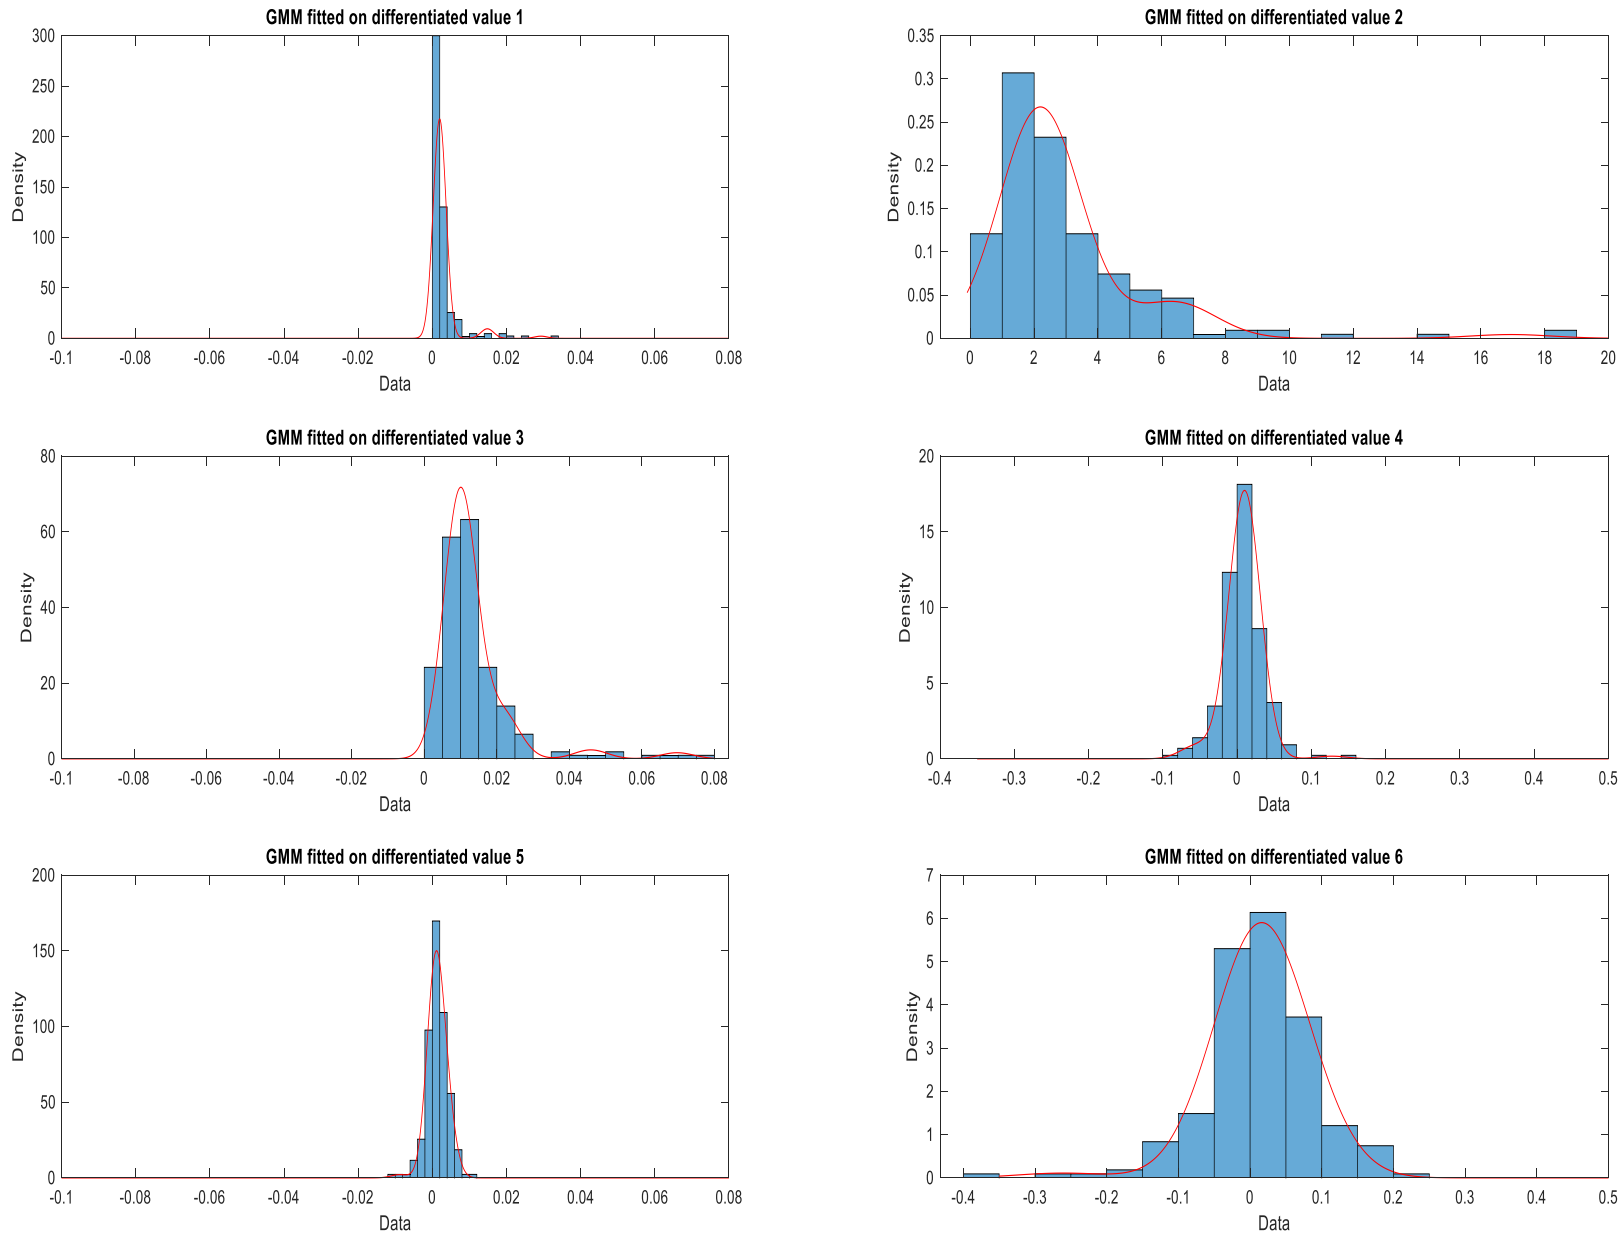 GMM fitted on differentiated value 1
300
250
200
150
100
50
0
Density
-0.1 -0.08 -0.06 -0.04 -0.02 0 0.02 0.04 0.06 0.08
Data
GMM fitted on differentiated value 2
0.35
0.3
0.25
0.2
0.15
0.1
0.05
0
Density
0 2 4 6 8 10 12 14 16 18 20
Data
GMM fitted on differentiated value 3
80
60
40
20
0
Density
-0.1 -0.08 -0.06 -0.04 -0.02 0 0.02 0.04 0.06 0.08
Data
GMM fitted on differentiated value 4
20
15
10
5
0
Density
-0.4 -0.3 -0.2 -0.1 0 0.1 0.2 0.3 0.4 0.5
Data
GMM fitted on differentiated value 5
200
150
100
50
0
Density
-0.1 -0.08 -0.06 -0.04 -0.02 0 0.02 0.04 0.06 0.08
Data
GMM fitted on differentiated value 6
7
6
5
4
3
2
1
0
Density
-0.4 -0.3 -0.2 -0.1 0 0.1 0.2 0.3 0.4 0.5
Data